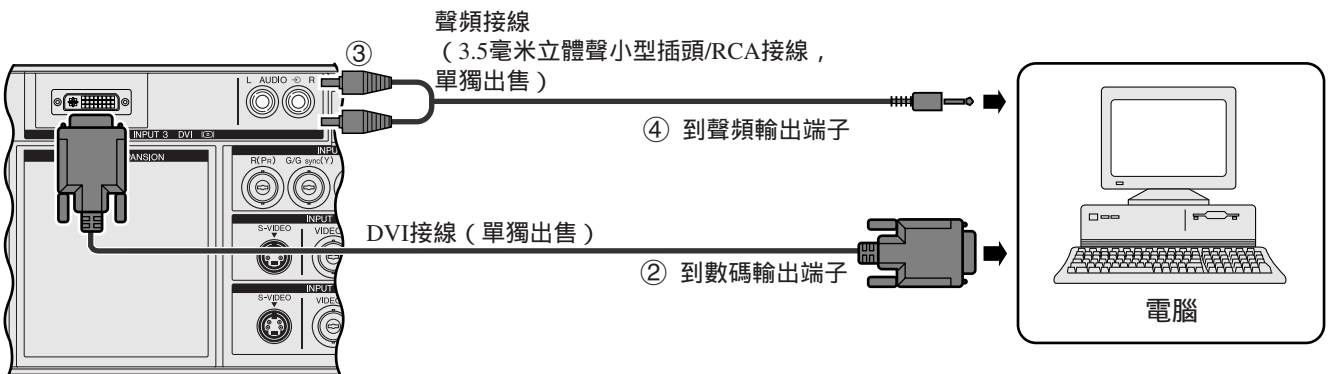 聲頻接線
（3.5毫米立體聲小型插頭/RCA接線，
單獨出售）
③
L AUDIO R
④ 到聲頻輸出端子
INPUT 3 DVI
ANSION
INPU
R(PR) G/G sync(Y)
INPUT
S-VIDEO VIDEO
DVI接線（單獨出售）
② 到數碼輸出端子
INPUT
S-VIDEO VIDEO
電腦